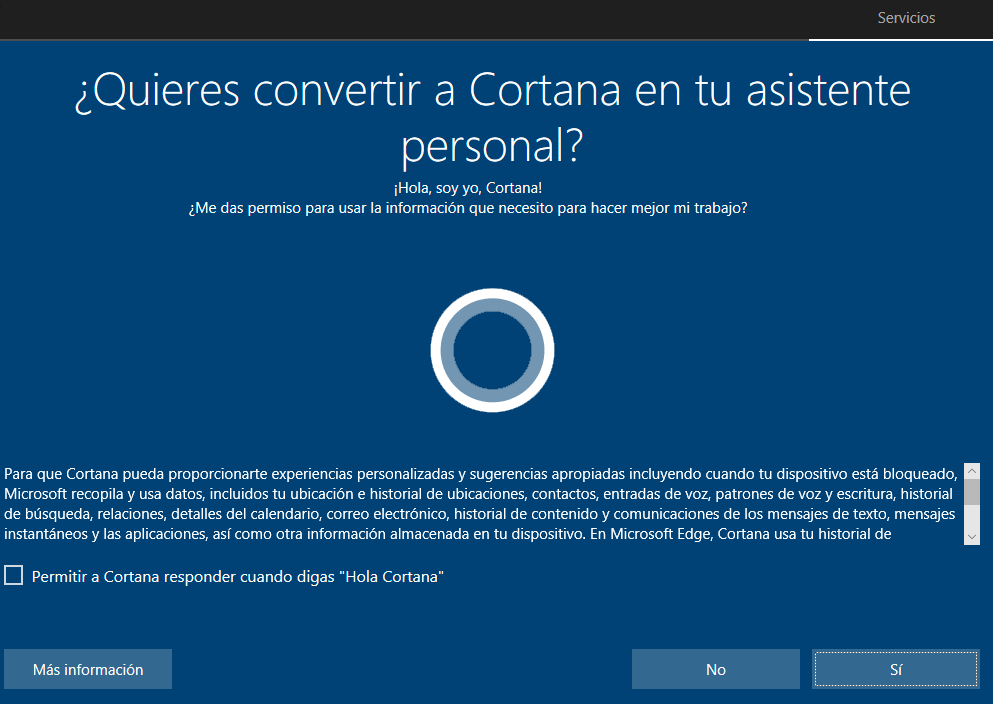 Servicios
¿Quieres convertir a Cortana en tu asistente
personal?
¡Hola, soy yo, Cortana!
¿Me das permiso para usar la información que necesito para hacer mejor mi trabajo?
Para que Cortana pueda proporcionarte experiencias personalizadas y sugerencias apropiadas incluyendo cuando tu dispositivo está bloqueado,
Microsoft recopila y usa datos, incluidos tu ubicación e historial de ubicaciones, contactos, entradas de voz, patrones de voz y escritura, historial
de búsqueda, relaciones, detalles del calendario, correo electrónico, historial de contenido y comunicaciones de los mensajes de texto, mensajes
instantáneos y las aplicaciones, así como otra información almacenada en tu dispositivo. En Microsoft Edge, Cortana usa tu historial de
Permitir a Cortana responder cuando digas "Hola Cortana"
Más información
No
Sí